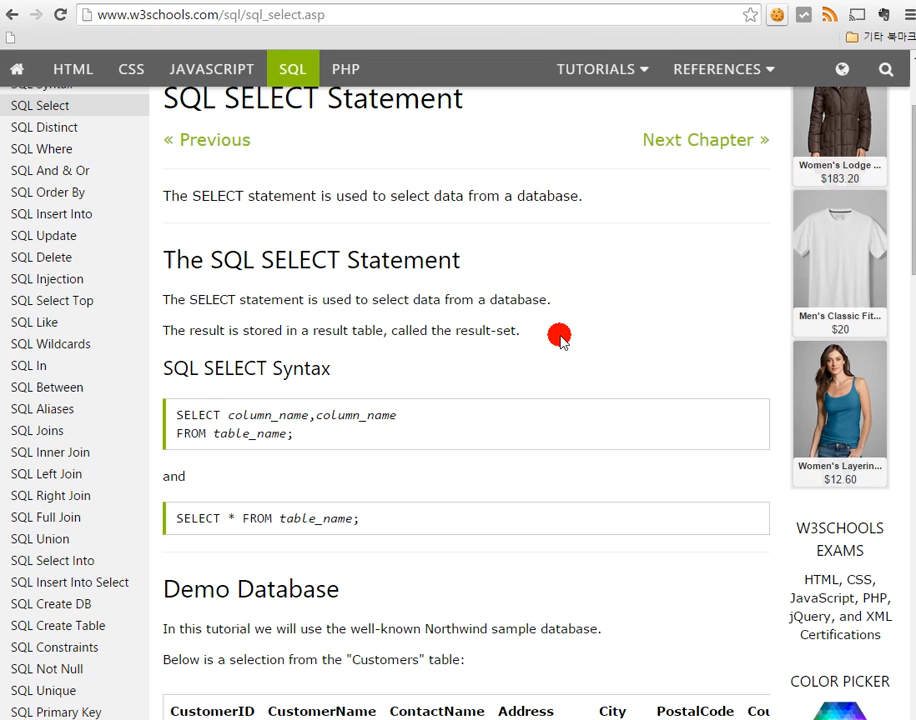 www.w3schools.com/sql/sql_select.asp
기타 북마크
HTML CSS JAVASCRIPT SQL PHP TUTORIALS REFERENCES
SQL Syntax
SQL Select
SQL Distinct
SQL Where
SQL And & Or
SQL Order By
SQL Insert Into
SQL Update
SQL Delete
SQL Injection
SQL Select Top
SQL Like
SQL Wildcards
SQL In
SQL Between
SQL Aliases
SQL Joins
SQL Inner Join
SQL Left Join
SQL Right Join
SQL Full Join
SQL Union
SQL Select Into
SQL Insert Into Select
SQL Create DB
SQL Create Table
SQL Constraints
SQL Not Null
SQL Unique
SQL Primary Key
SQL SELECT Statement
« Previous
Next Chapter »
The SELECT statement is used to select data from a database.
The SQL SELECT Statement
The SELECT statement is used to select data from a database.
The result is stored in a result table, called the result-set.
SQL SELECT Syntax
SELECT column_name,column_name
FROM table_name;
and
SELECT * FROM table_name;
Demo Database
In this tutorial we will use the well-known Northwind sample database.
Below is a selection from the "Customers" table:
CustomerID CustomerName ContactName Address City PostalCode Cou
Women's Lodge ...
$183.20
Men's Classic Fit...
$20
Women's Layerin...
$12.60
W3SCHOOLS
EXAMS
HTML, CSS,
JavaScript, PHP,
jQuery, and XML
Certifications
COLOR PICKER